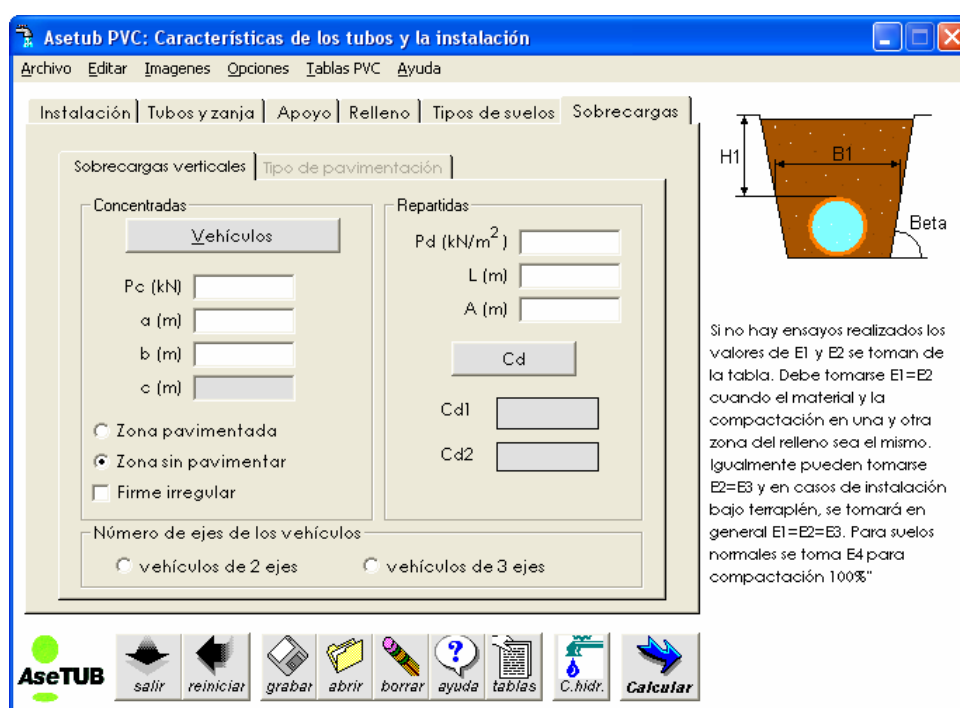 Asetub PVC: Características de los tubos y la instalación
Archivo Editar Imagenes Opciones Tablas PVC Ayuda
Instalación Tubos y zanja Apoyo Relleno Tipos de suelos Sobrecargas
Sobrecargas verticales Tipo de pavimentación
Concentradas
Vehículos
Pc (kN)
a (m)
b (m)
c (m)
Zona pavimentada
Zona sin pavimentar
Firme irregular
Repartidas
Pd (kN/m²)
L (m)
A (m)
Cd
Cd1
Cd2
Número de ejes de los vehículos
vehículos de 2 ejes vehículos de 3 ejes
H1
B1
Beta
Si no hay ensayos realizados los
valores de E1 y E2 se toman de
la tabla. Debe tomarse E1=E2
cuando el material y la
compactación en una y otra
zona del relleno sea el mismo.
Igualmente pueden tomarse
E2=E3 y en casos de instalación
bajo terraplén, se tomará en
general E1=E2=E3. Para suelos
normales se toma E4 para
compactación 100%"
AseTUB
salir reiniciar grabar abrir borrar ayuda tablas C.hidr. Calcular